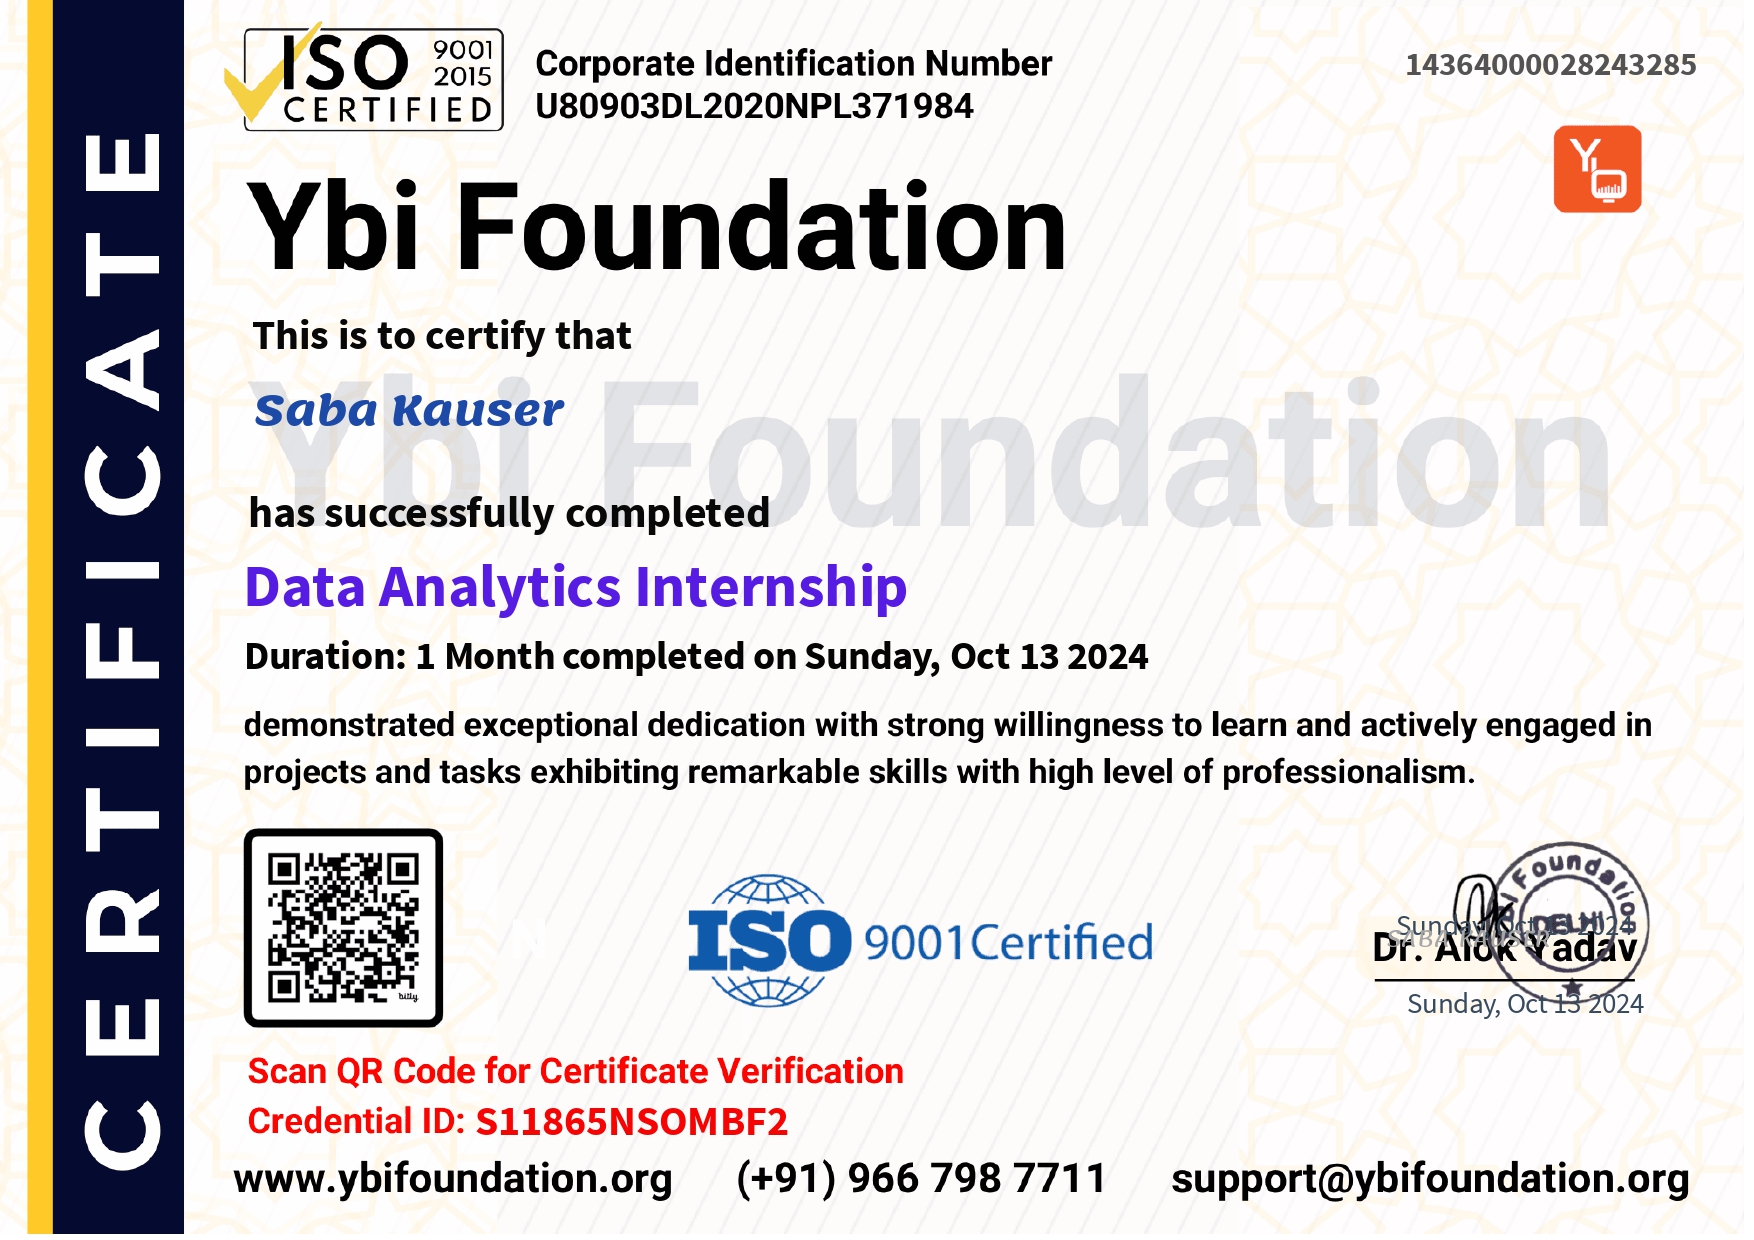 CERTIFICATE
ISO 9001
2015
CERTIFIED
Corporate Identification Number
U80903DL2020NPL371984
14364000028243285
Yb
Ybi Foundation
This is to certify that
Ybi Foundation
Saba Kauser
has successfully completed
Data Analytics Internship
Duration: 1 Month completed on Sunday, Oct 13 2024
demonstrated exceptional dedication with strong willingness to learn and actively engaged in
projects and tasks exhibiting remarkable skills with high level of professionalism.
bitly
ISO 9001Certified
Ybi Foundation
DELHI
Sunday, Oct 13 2024
SABA KAUSER
Dr. Alok Yadav
Sunday, Oct 13 2024
Scan QR Code for Certificate Verification
Credential ID: S11865NSOMBF2
www.ybifoundation.org (+91) 966 798 7711 support@ybifoundation.org